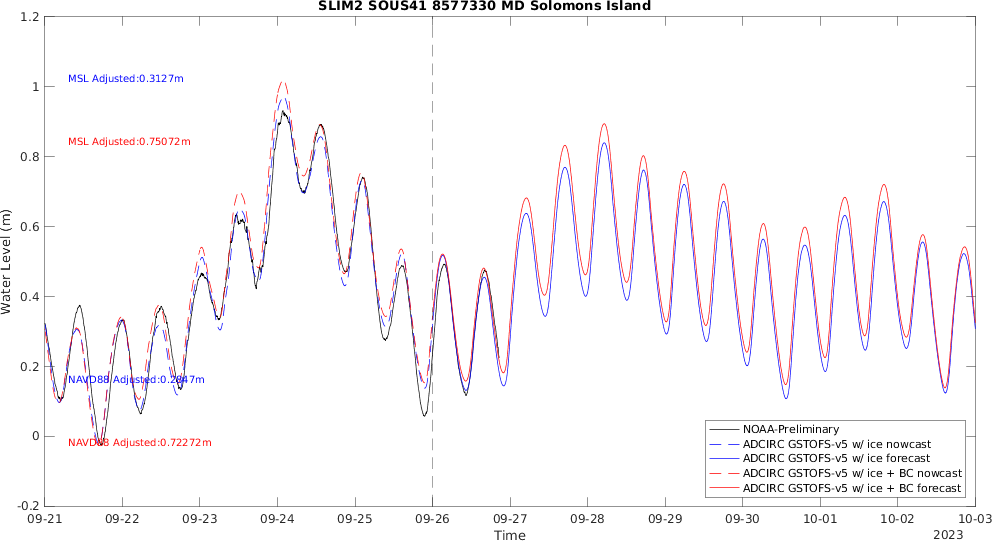 SLIM2 SOUS41 8577330 MD Solomons Island
1.2
1
0.8
0.6
0.4
0.2
0
-0.2
Water Level (m)
MSL Adjusted:0.3127m
MSL Adjusted:0.75072m
NAVD88 Adjusted:0.2847m
NAVD88 Adjusted:0.72272m
NOAA-Preliminary
ADCIRC GSTOFS-v5 w/ ice nowcast
ADCIRC GSTOFS-v5 w/ ice forecast
ADCIRC GSTOFS-v5 w/ ice + BC nowcast
ADCIRC GSTOFS-v5 w/ ice + BC forecast
09-21 09-22 09-23 09-24 09-25 09-26 09-27 09-28 09-29 09-30 10-01 10-02 10-03
Time
2023